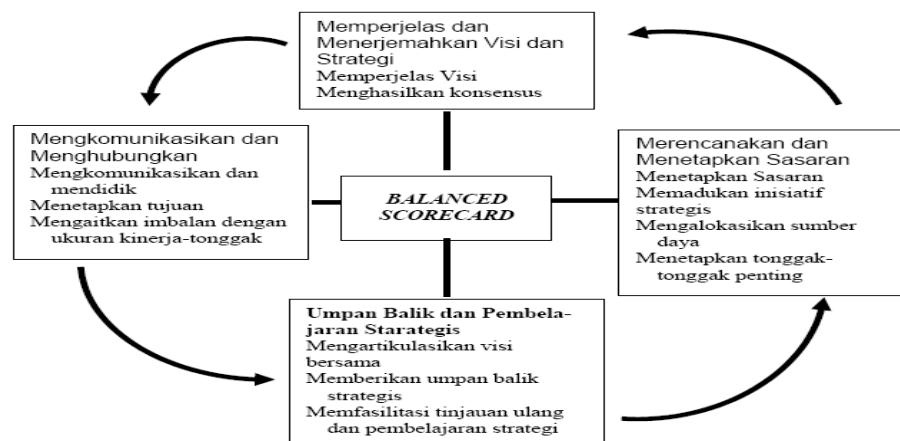 Memperjelas dan
Menerjemahkan Visi dan
Strategi
Memperjelas Visi
Menghasilkan konsensus
Mengkomunikasikan dan
Menghubungkan
Mengkomunikasikan dan
mendidik
Menetapkan tujuan
Mengaitkan imbalan dengan
ukuran kinerja-tonggak
BALANCED
SCORECARD
Merencanakan dan
Menetapkan Sasaran
Menetapkan Sasaran
Memadukan inisiatif
strategis
Mengalokasikan sumber
daya
Menetapkan tonggak-
tonggak penting
Umpan Balik dan Pembela-
jaran Starategis
Mengartikulasikan visi
bersama
Memberikan umpan balik
strategis
Memfasilitasi tinjauan ulang
dan pembelajaran strategi